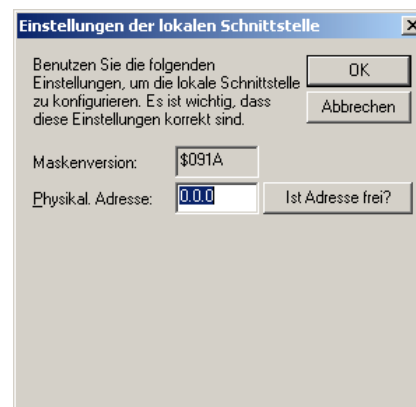 Einstellungen der lokalen Schnittstelle
Benutzen Sie die folgenden
Einstellungen, um die lokale Schnittstelle
zu konfigurieren. Es ist wichtig, dass
diese Einstellungen korrekt sind.
OK
Abbrechen
Maskenversion: $091A
Physikal. Adresse: 0.0.0 Ist Adresse frei?